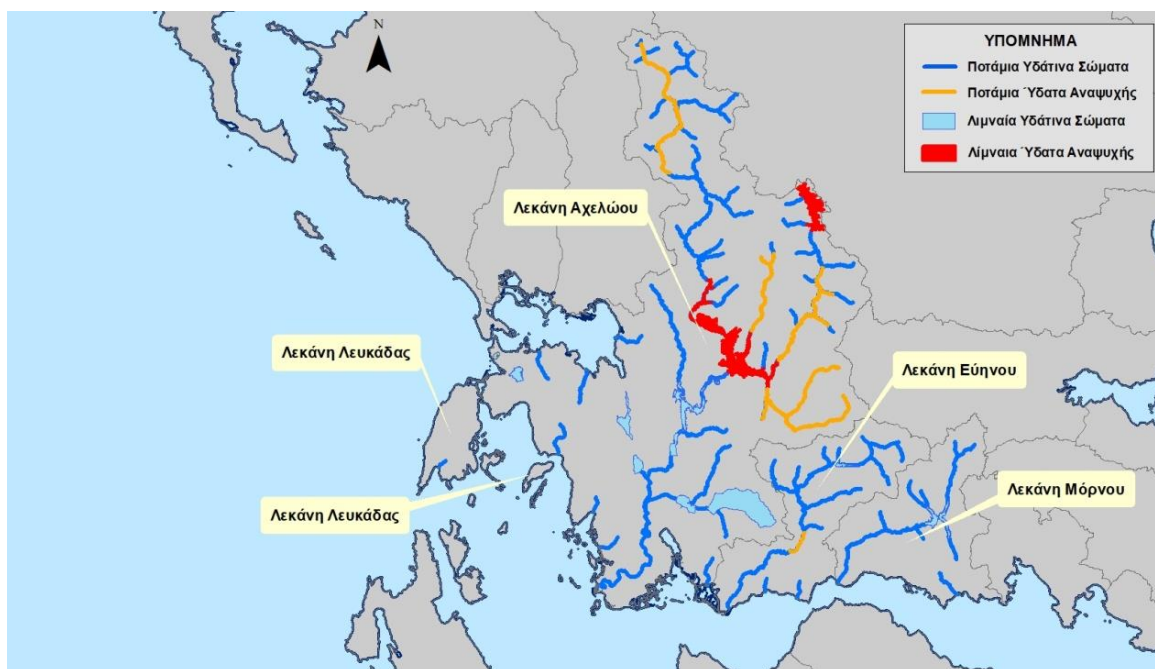 N
ΥΠΟΜΝΗΜΑ
Ποτάμια Υδάτινα Σώματα
Ποτάμια Ύδατα Αναψυχής
Λιμναία Υδάτινα Σώματα
Λίμναια Ύδατα Αναψυχής
Λεκάνη Αχελώου
Λεκάνη Λευκάδας
Λεκάνη Εύηνου
Λεκάνη Μόρνου
Λεκάνη Λευκάδας